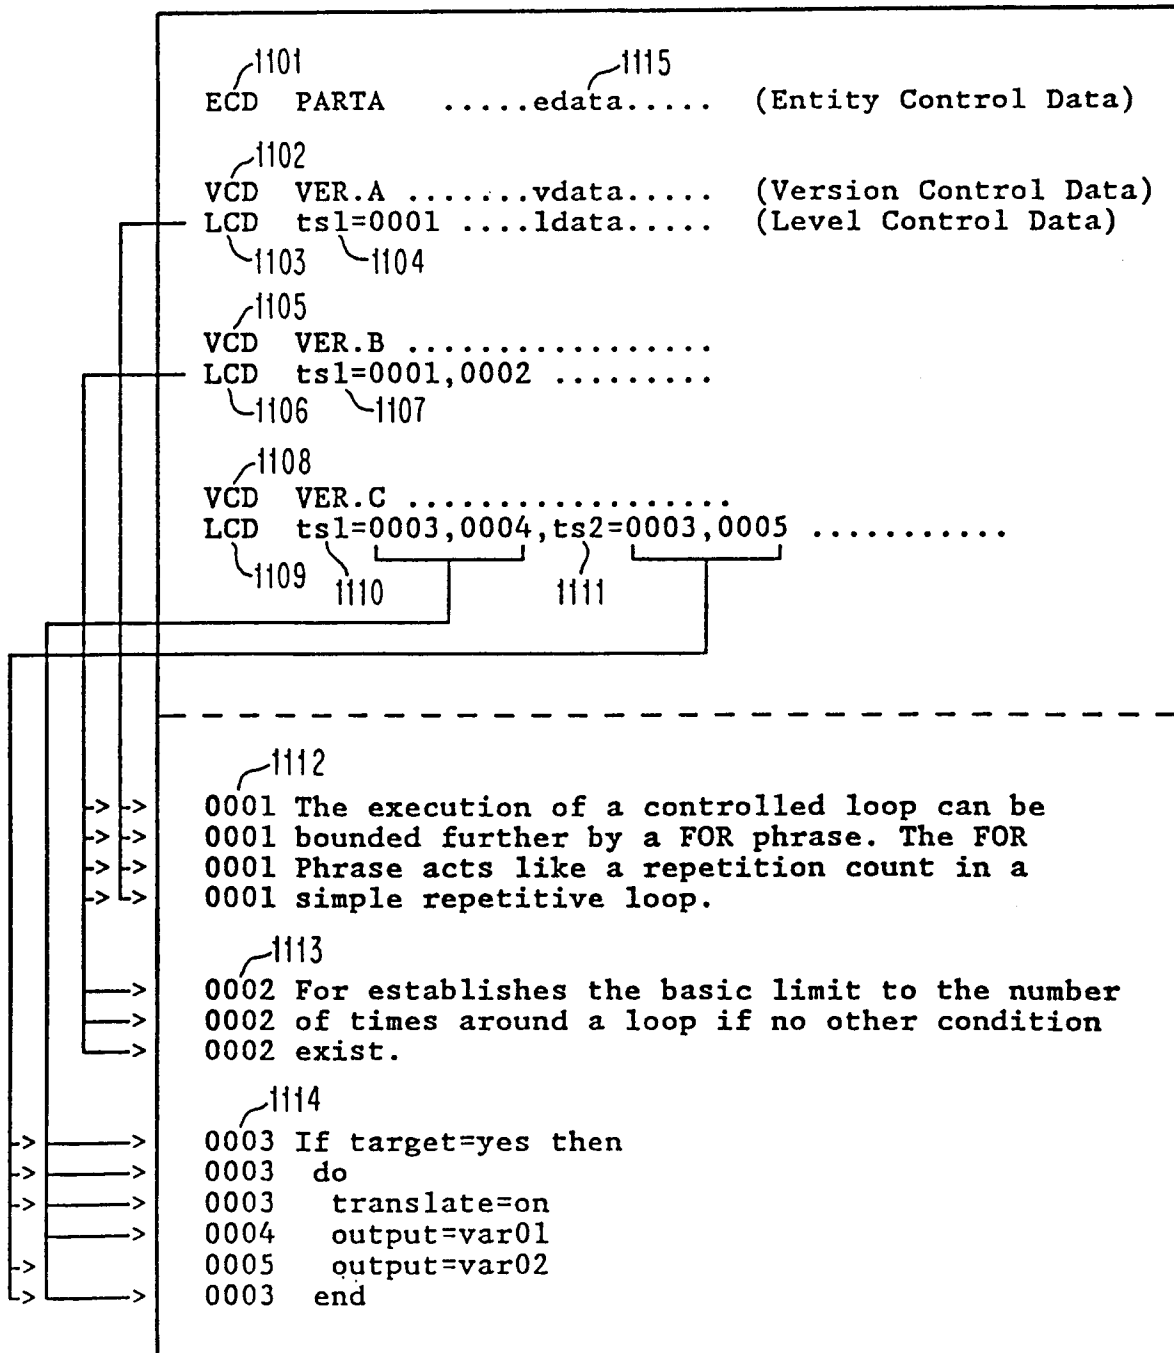 1101 1115
ECD PARTA .....edata..... (Entity Control Data)
1102
VCD VER.A .......vdata..... (Version Control Data)
LCD ts1=0001 ....ldata..... (Level Control Data)
1103 1104
1105
VCD VER.B .................
LCD ts1=0001,0002 .........
1106 1107
1108
VCD VER.C ..................
LCD ts1=0003,0004,ts2=0003,0005 ...........
1109 1110 1111
1112
0001 The execution of a controlled loop can be
0001 bounded further by a FOR phrase. The FOR
0001 Phrase acts like a repetition count in a
0001 simple repetitive loop.
1113
0002 For establishes the basic limit to the number
0002 of times around a loop if no other condition
0002 exist.
1114
0003 If target=yes then
0003 do
0003 translate=on
0004 output=var01
0005 output=var02
0003 end